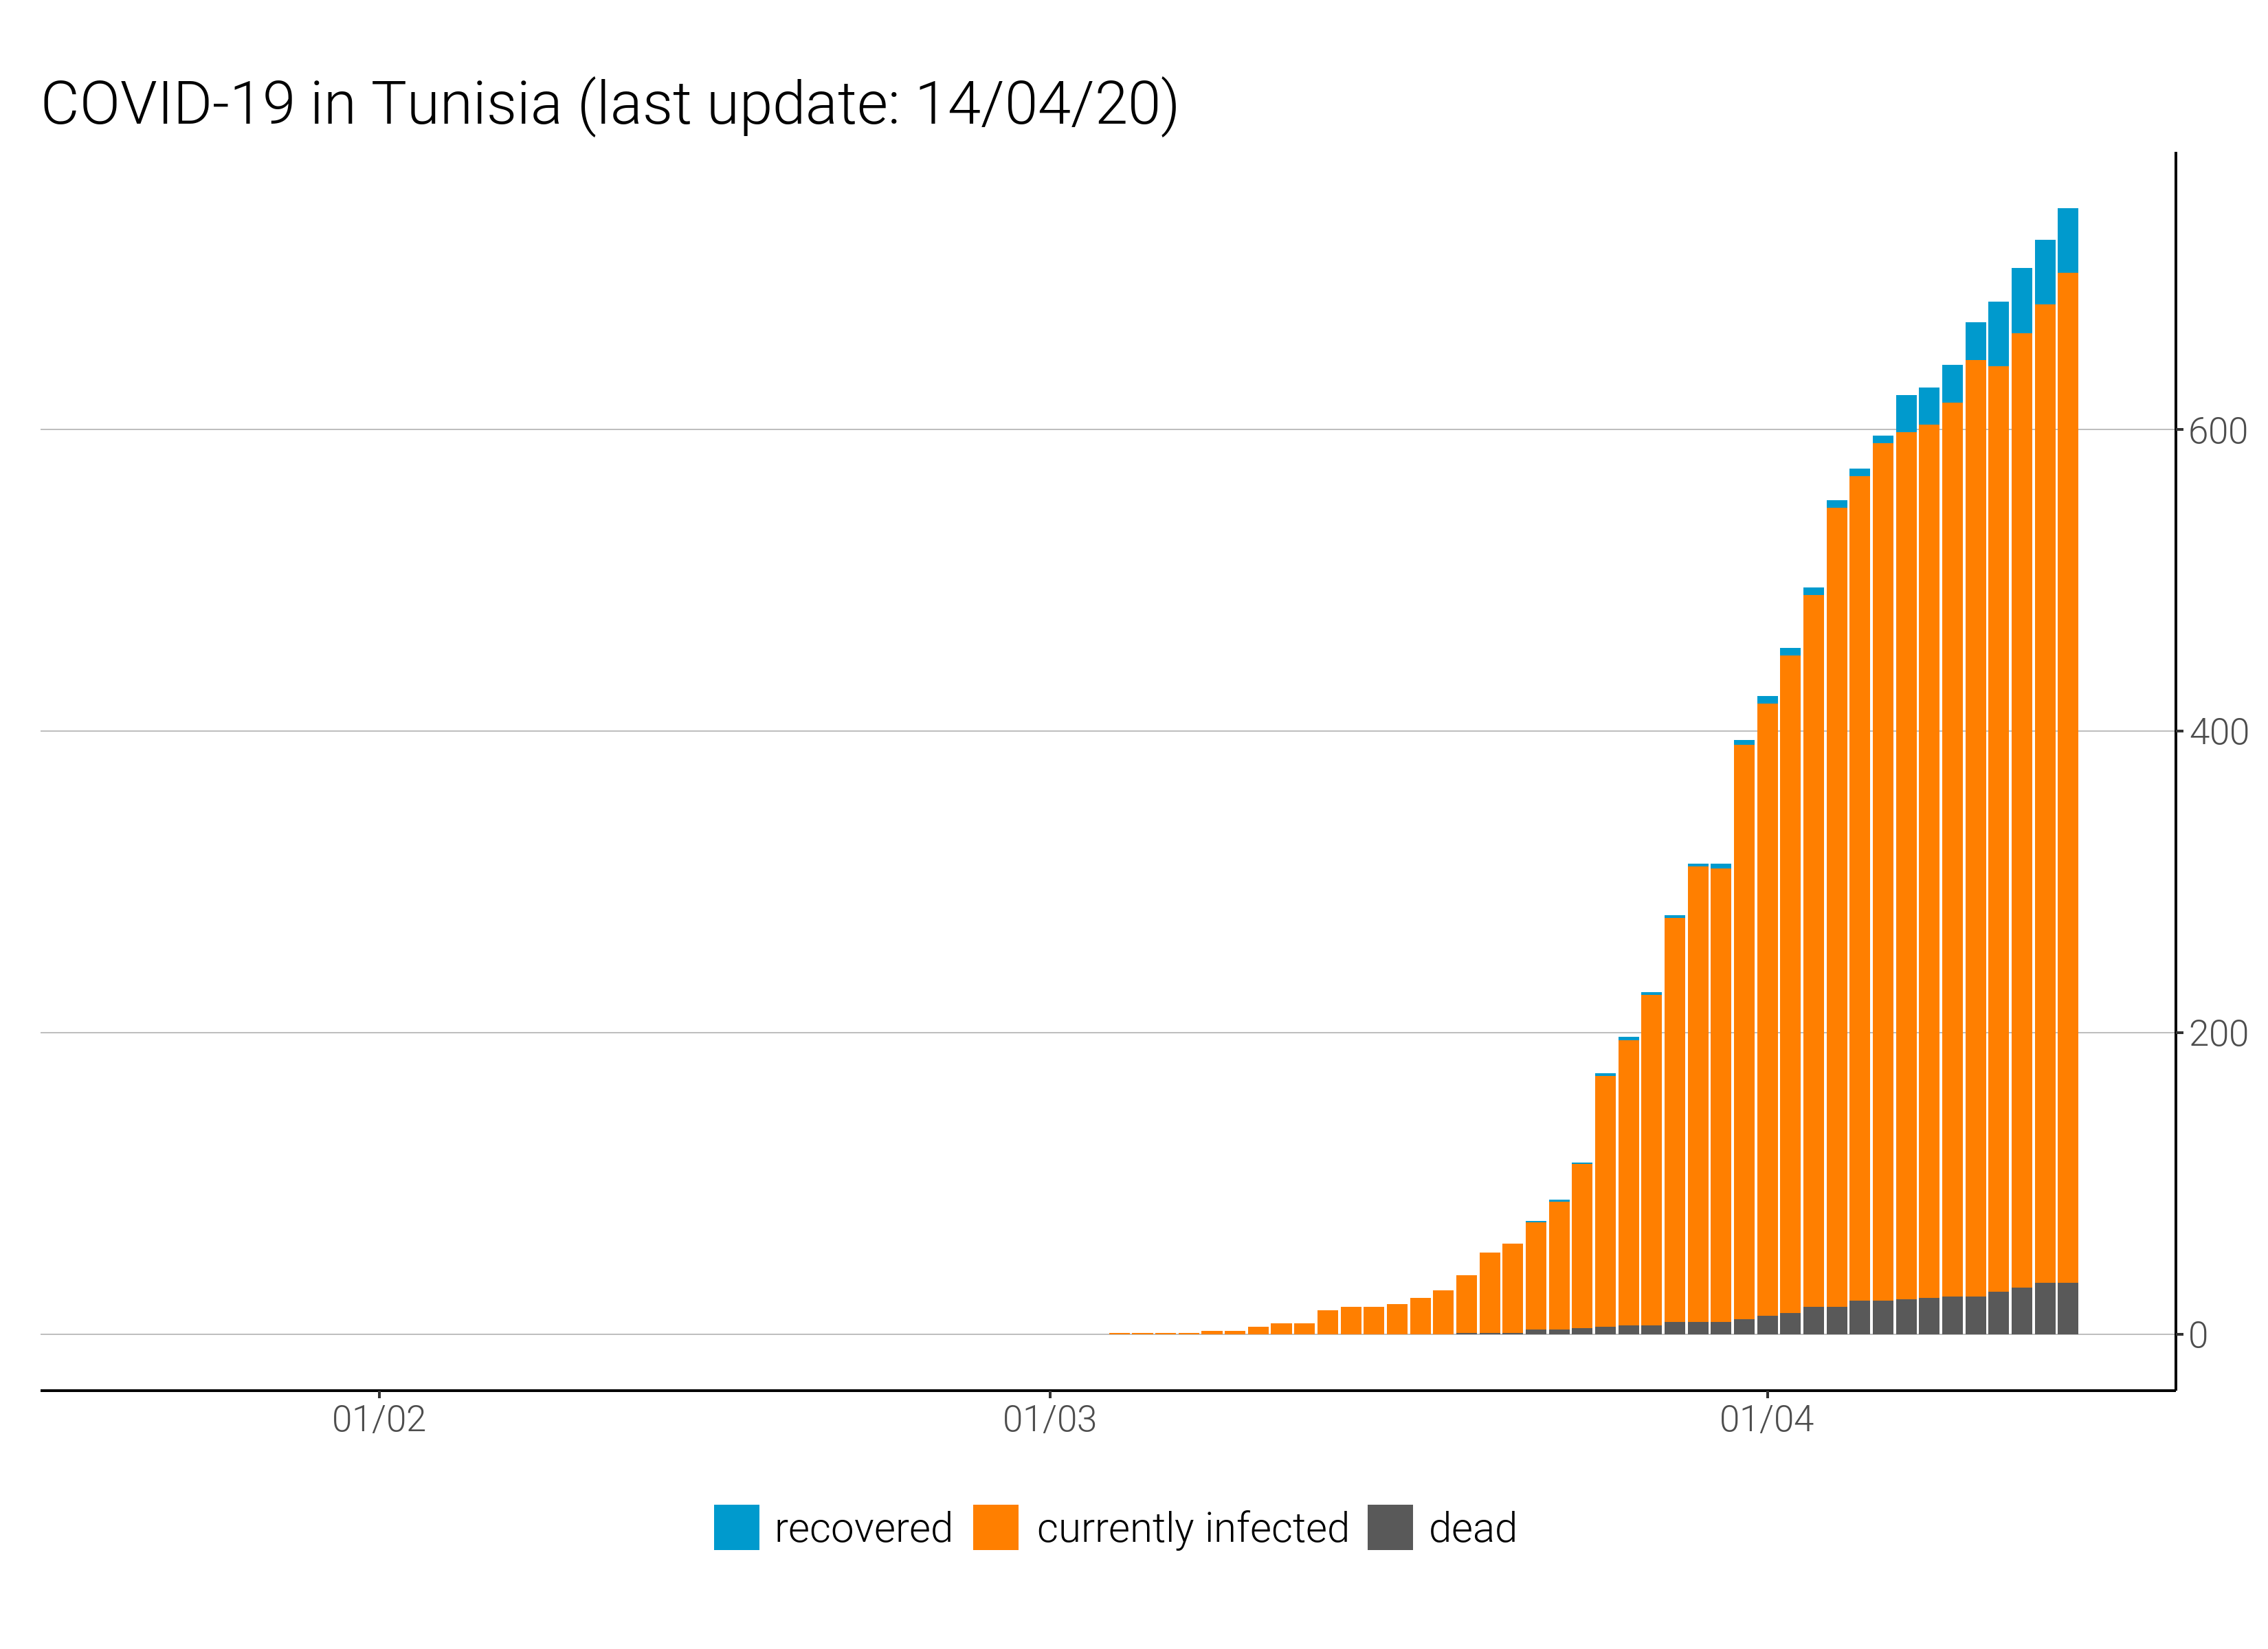 COVID-19 in Tunisia (last update: 14/04/20)
600
400
200
0
01/02 01/03 01/04
recovered currently infected dead